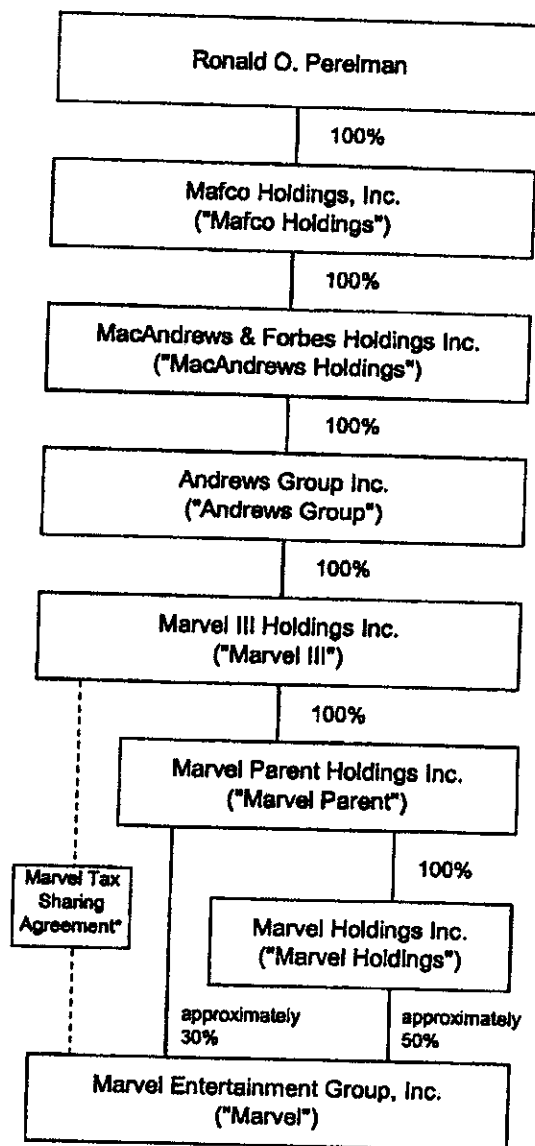 Ronald O. Perelman
100%
Mafco Holdings, Inc.
("Mafco Holdings")
100%
MacAndrews & Forbes Holdings Inc.
("MacAndrews Holdings")
100%
Andrews Group Inc.
("Andrews Group")
100%
Marvel III Holdings Inc.
("Marvel III")
100%
Marvel Parent Holdings Inc.
("Marvel Parent")
100%
Marvel Tax
Sharing
Agreement*
Marvel Holdings Inc.
("Marvel Holdings")
approximately
30%
approximately
50%
Marvel Entertainment Group, Inc.
("Marvel")